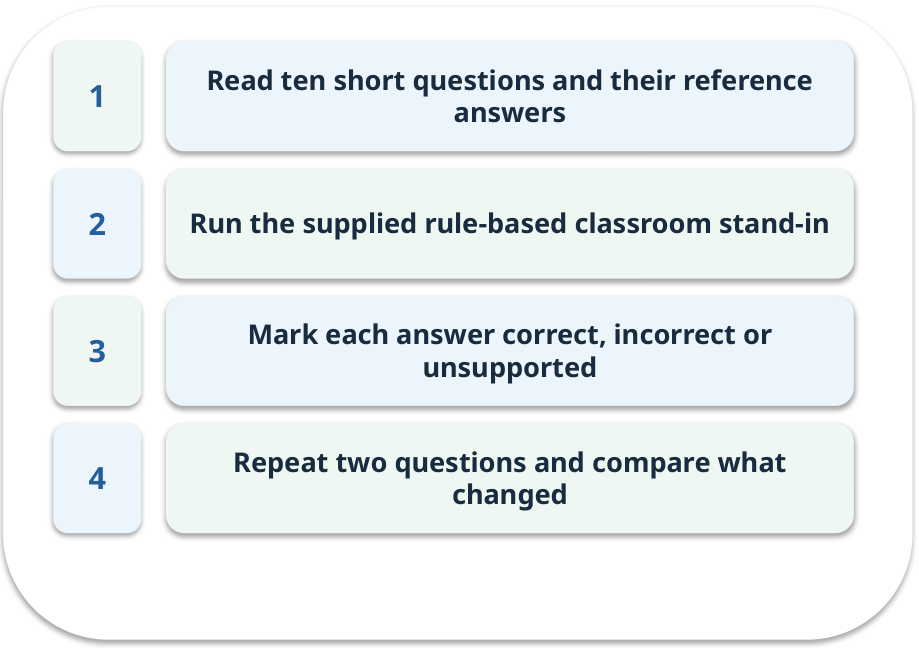 1
Read ten short questions and their reference
answers
2
Run the supplied rule-based classroom stand-in
3
Mark each answer correct, incorrect or
unsupported
4
Repeat two questions and compare what
changed